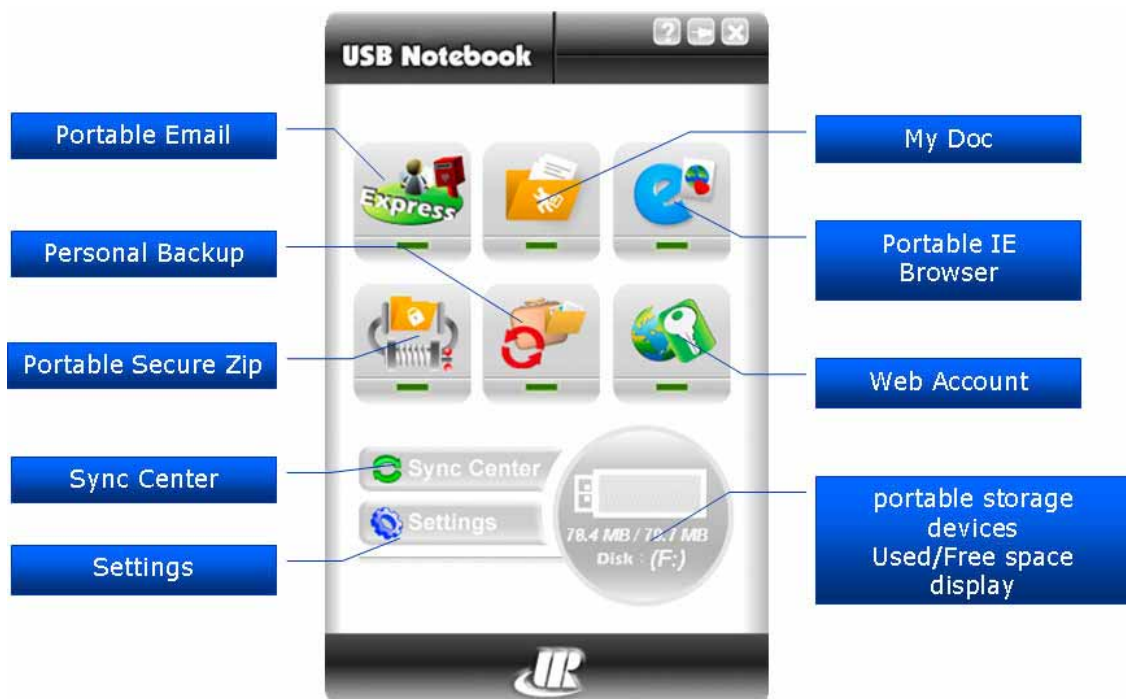 USB Notebook
?
Portable Email
My Doc
Express
Personal Backup
Portable IE
Browser
Portable Secure Zip
Web Account
Sync Center
Sync Center
Settings
Settings
78.4 MB / 78.7 MB
Disk : (F:)
portable storage
devices
Used/Free space
display